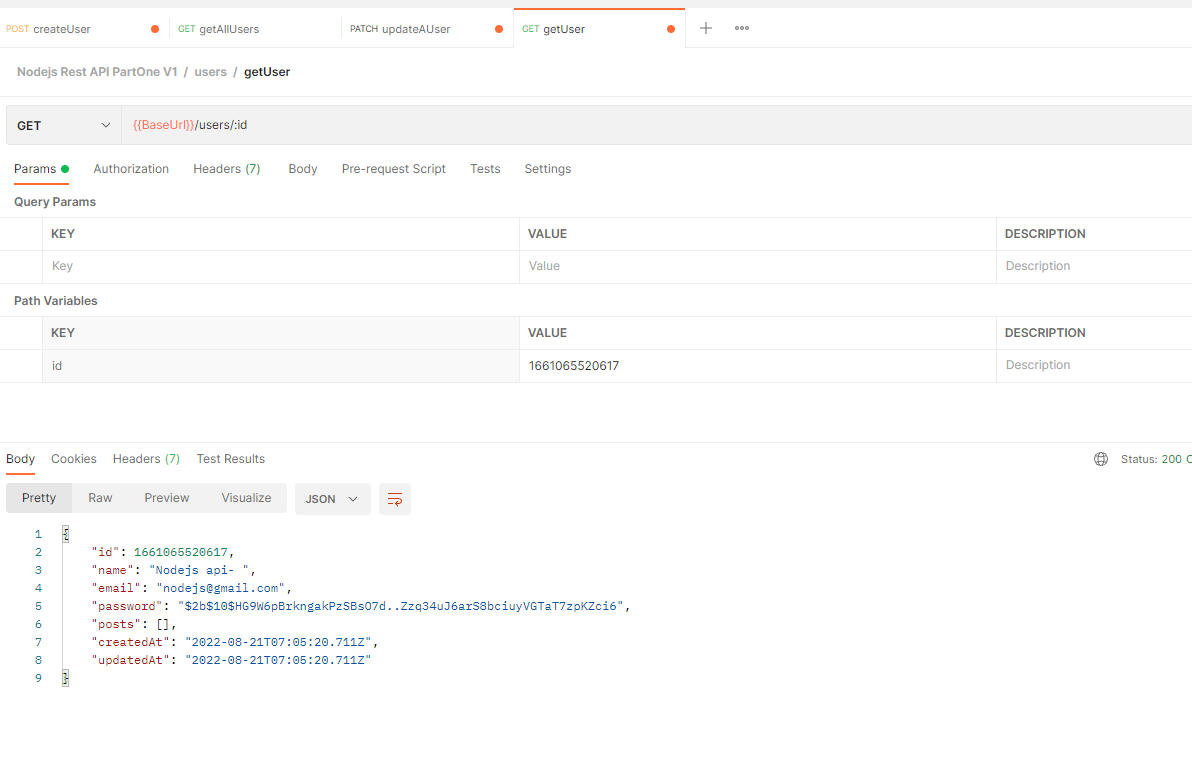 POST createUser GET getAllUsers PATCH updateAUser GET getUser
Nodejs Rest API PartOne V1 / users / getUser
GET {{BaseUrl}}/users/:id
Params Authorization Headers (7) Body Pre-request Script Tests Settings
Query Params
KEY VALUE DESCRIPTION
Key Value Description
Path Variables
KEY VALUE DESCRIPTION
id 1661065520617 Description
Body Cookies Headers (7) Test Results Status: 200 O
Pretty Raw Preview Visualize JSON
1 {
2 "id": 1661065520617,
3 "name": "Nodejs api- ",
4 "email": "nodejs@gmail.com",
5 "password": "$2b$10$HG9W6pBrkngakPzSBsO7d..Zzq34uJ6arS8bciuyVGTaT7zpKZci6",
6 "posts": [],
7 "createdAt": "2022-08-21T07:05:20.711Z",
8 "updatedAt": "2022-08-21T07:05:20.711Z"
9 }